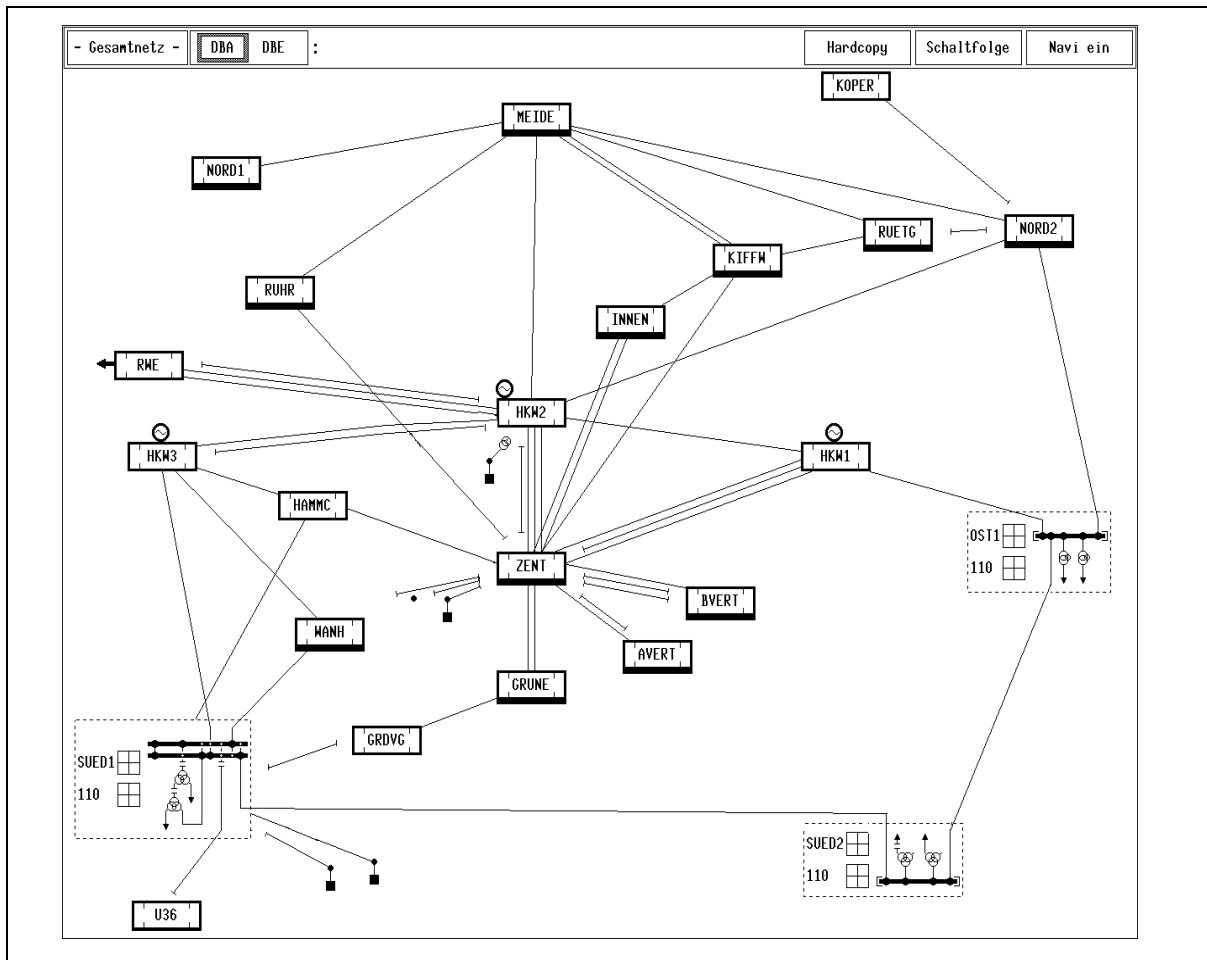 - Gesamtnetz - DBA DBE : Hardcopy Schaltfolge Navi ein
KOPER
MEIDE
NORD1
RUETG
NORD2
KIFFW
RUHR
INNEN
RWE
HKW2
HKW3
HKW1
HAMMC
OST1
110
ZENT
BVERT
WANH
AVERT
GRUNE
GRDVG
SUED1
110
SUED2
110
U36